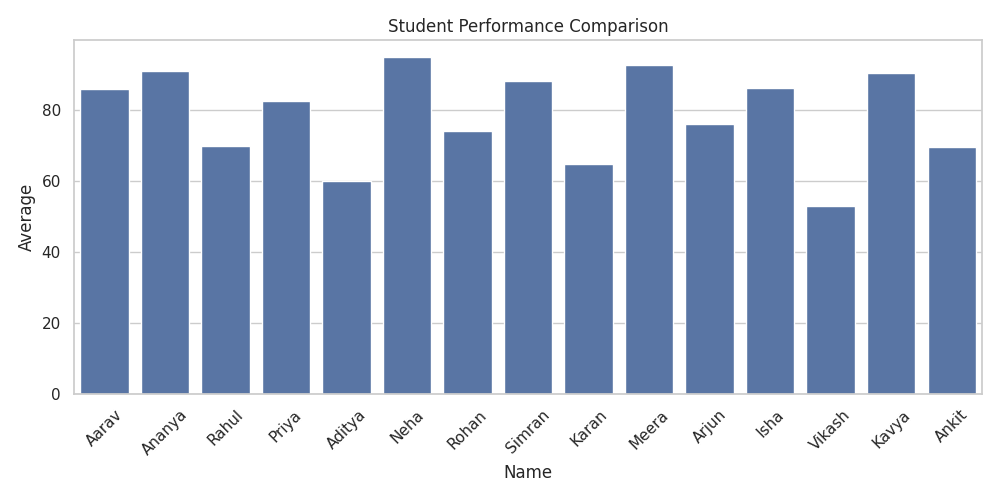 Student Performance Comparison
Average
80
60
40
20
0
Aarav
Ananya
Rahul
Priya
Aditya
Neha
Rohan
Simran
Karan
Meera
Arjun
Isha
Vikash
Kavya
Ankit
Name